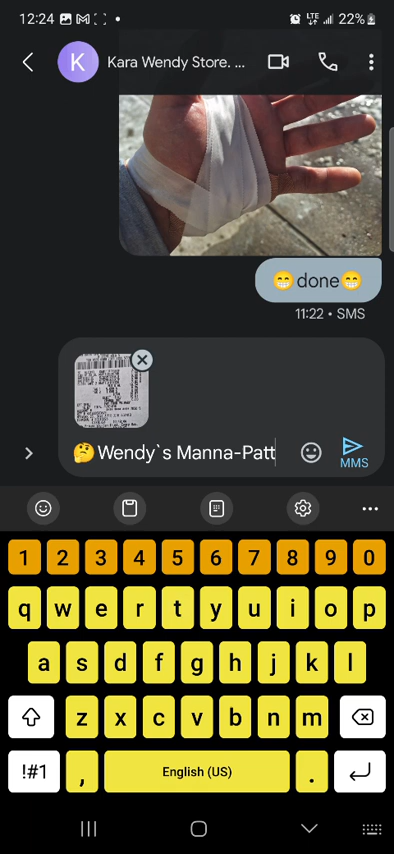 12:24 LTE 22%
K Kara Wendy Store. ...
😁done😁
11:22 • SMS
🤔Wendy`s Manna-Patt
MMS
1 2 3 4 5 6 7 8 9 0
q w e r t y u i o p
a s d f g h j k l
z x c v b n m
!#1 , English (US) .